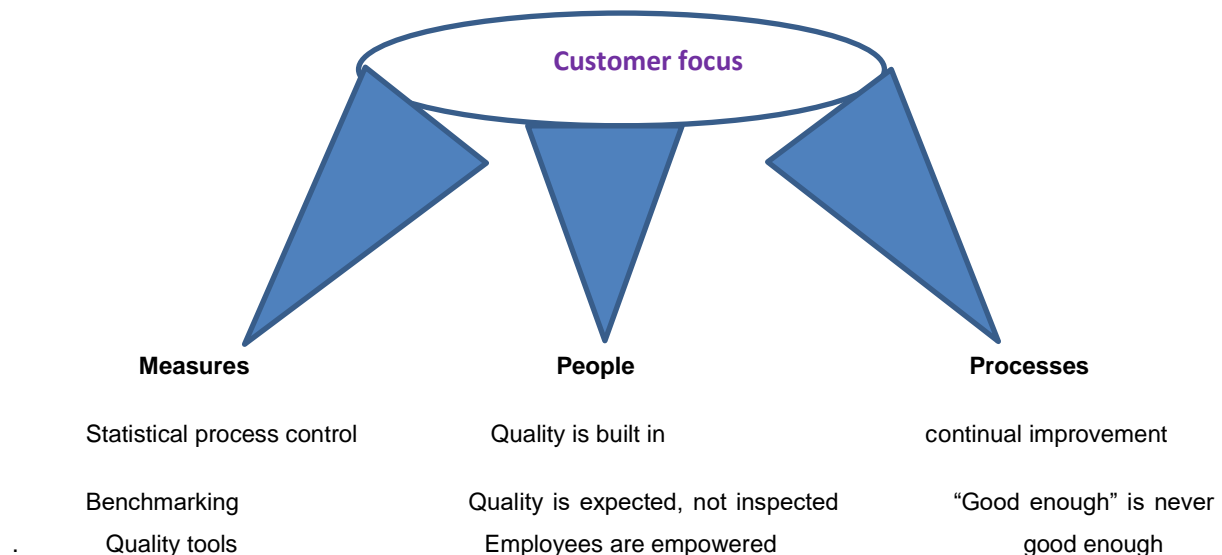 Customer focus
Measures People Processes
Statistical process control Quality is built in continual improvement
Benchmarking Quality is expected, not inspected “Good enough” is never
. Quality tools Employees are empowered good enough